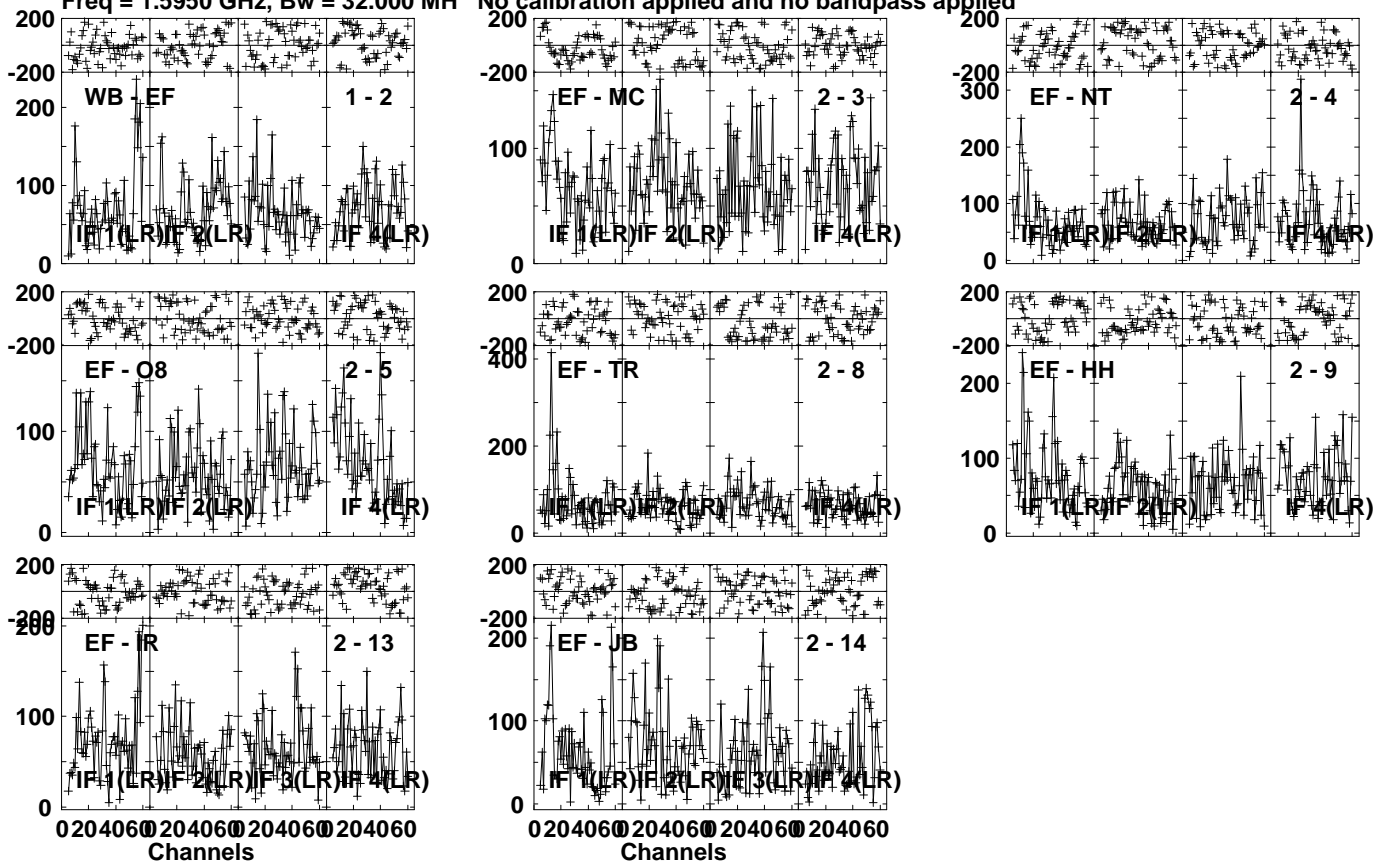 Freq = 1.5950 GHz, Bw = 32.000 MH No calibration applied and no bandpass applied
200
-200
WB - EF 1 - 2
200
100
0
IF 1(LR) IF 2(LR) IF 4(LR)
EF - MC 2 - 3
100
0
IF 1(LR) IF 2(LR) IF 4(LR)
200
-200
EF - NT 2 - 4
300
200
100
0
IF 1(LR) IF 2(LR) IF 4(LR)
200
-200
EF - O8 2 - 5
100
0
IF 1(LR) IF 2(LR) IF 4(LR)
200
-200
EF - TR 2 - 8
400
200
0
IF 1(LR) IF 2(LR) IF 4(LR)
200
-200
EF - HH 2 - 9
200
100
0
IF 1(LR) IF 2(LR) IF 4(LR)
200
-200
EF - IR 2 - 13
200
100
0
IF 1(LR) IF 2(LR) IF 3(LR) IF 4(LR)
0 20 40 60 0 20 40 60 0 20 40 60 0 20 40 60
Channels
200
-200
EF - JB 2 - 14
200
100
0
IF 1(LR) IF 2(LR) IF 3(LR) IF 4(LR)
0 20 40 60 0 20 40 60 0 20 40 60 0 20 40 60
Channels